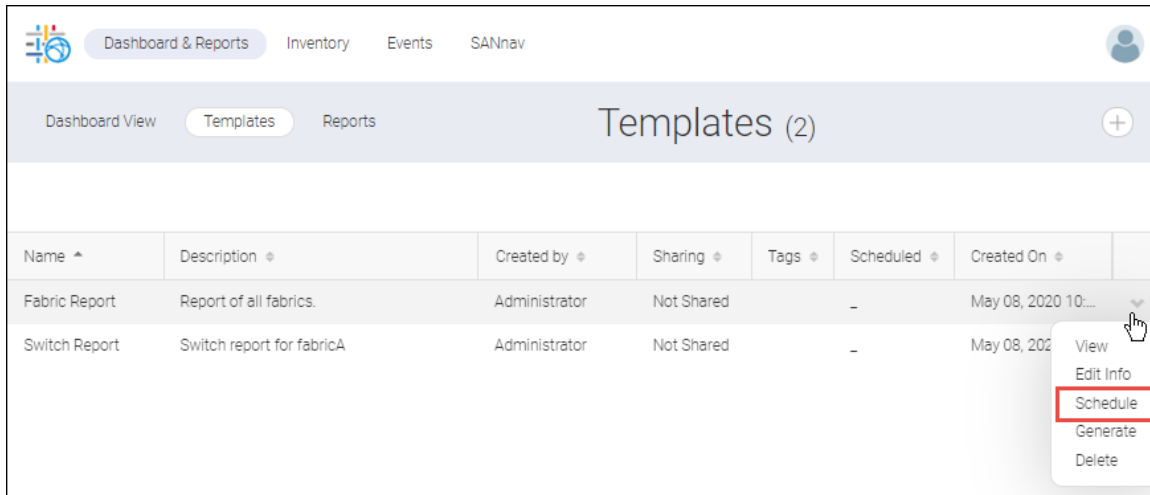 Dashboard & Reports Inventory Events SANnav
Dashboard View Templates Reports Templates (2)
Name Description Created by Sharing Tags Scheduled Created On
Fabric Report Report of all fabrics. Administrator Not Shared _ May 08, 2020 10:...
Switch Report Switch report for fabricA Administrator Not Shared _ May 08, 202
View
Edit Info
Schedule
Generate
Delete